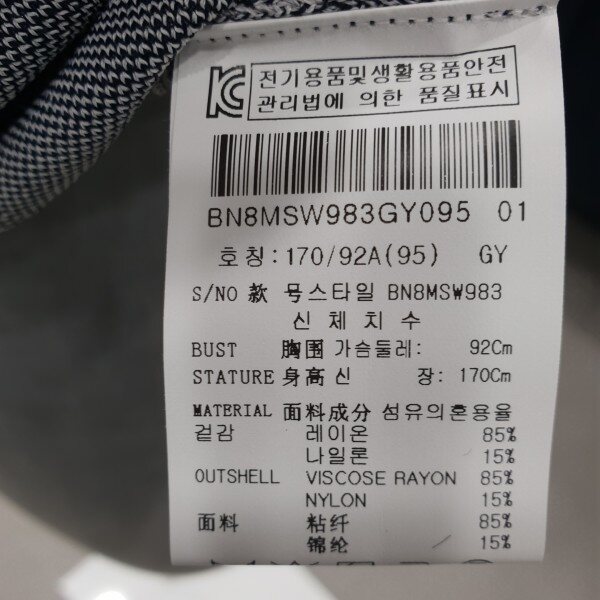 전기용품및생활용품안전
관리법에 의한 품질표시
BN8MSW983GY095 01
호칭:170/92A(95) GY
S/NO 款 号스타일 BN8MSW983
신 체 치 수
BUST 胸围 가슴둘레: 92Cm
STATURE 身高 신 장: 170Cm
MATERIAL 面料成分 섬유의혼용율
겉감 레이온 85%
나일론 15%
OUTSHELL VISCOSE RAYON 85%
NYLON 15%
面料 粘纤 85%
锦纶 15%